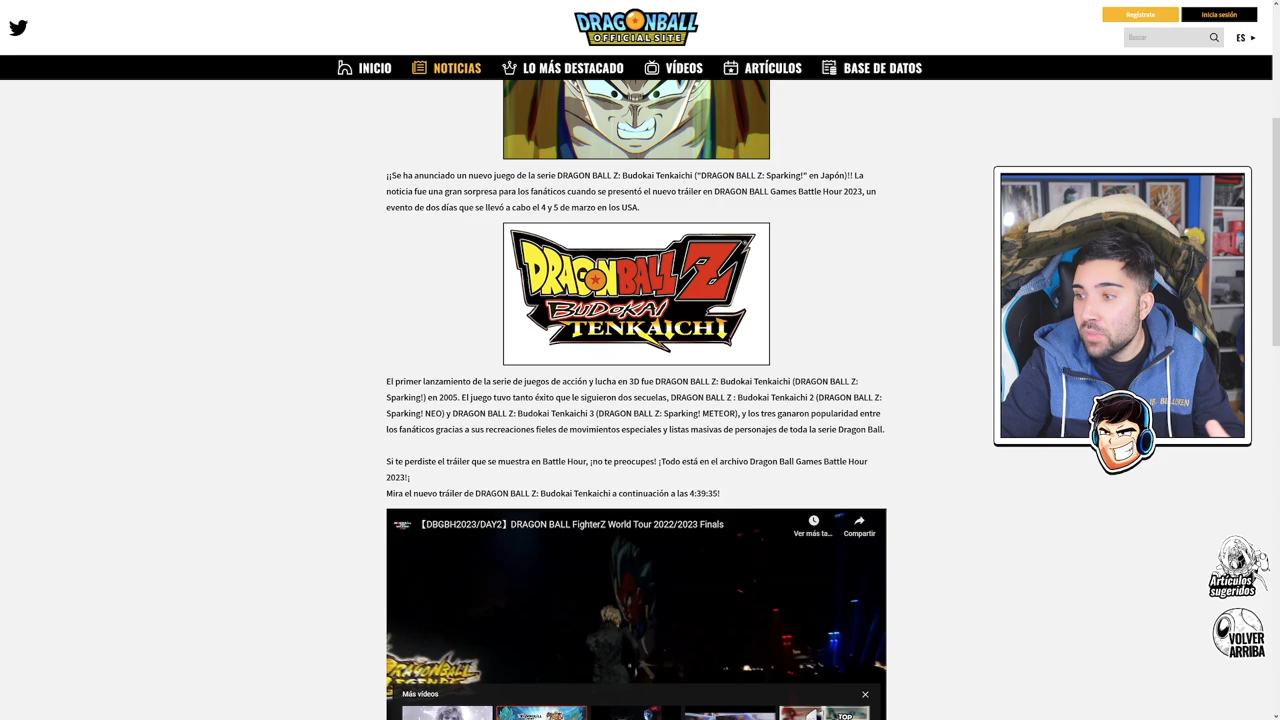 DRAGONBALL
OFFICIAL SITE
Regístrate
Inicia sesión
Buscar
ES ▸
INICIO
NOTICIAS
LO MÁS DESTACADO
VÍDEOS
ARTÍCULOS
BASE DE DATOS
¡¡Se ha anunciado un nuevo juego de la serie DRAGON BALL Z: Budokai Tenkaichi ("DRAGON BALL Z: Sparking!" en Japón)!! La
noticia fue una gran sorpresa para los fanáticos cuando se presentó el nuevo tráiler en DRAGON BALL Games Battle Hour 2023, un
evento de dos días que se llevó a cabo el 4 y 5 de marzo en los USA.
DRAGON BALL Z
BUDOKAI
TENKAICHI
El primer lanzamiento de la serie de juegos de acción y lucha en 3D fue DRAGON BALL Z: Budokai Tenkaichi (DRAGON BALL Z:
Sparking!) en 2005. El juego tuvo tanto éxito que le siguieron dos secuelas, DRAGON BALL Z : Budokai Tenkaichi 2 (DRAGON BALL Z:
Sparking! NEO) y DRAGON BALL Z: Budokai Tenkaichi 3 (DRAGON BALL Z: Sparking! METEOR), y los tres ganaron popularidad entre
los fanáticos gracias a sus recreaciones fieles de movimientos especiales y listas masivas de personajes de toda la serie Dragon Ball.
Si te perdiste el tráiler que se muestra en Battle Hour, ¡no te preocupes! ¡Todo está en el archivo Dragon Ball Games Battle Hour
2023!¡
Mira el nuevo tráiler de DRAGON BALL Z: Budokai Tenkaichi a continuación a las 4:39:35!
【DBGBH2023/DAY2】DRAGON BALL FighterZ World Tour 2022/2023 Finals
Ver más ta...
Compartir
DRAGONBALL
LEGENDS
Más vídeos
TOP
Artículos
sugeridos
VOLVER
ARRIBA